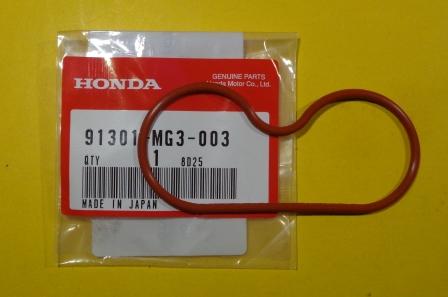 HONDA
GENUINE PARTS
Honda Motor Co., Ltd.
91301-MG3-003
QTY 1 8D25
MADE IN JAPAN